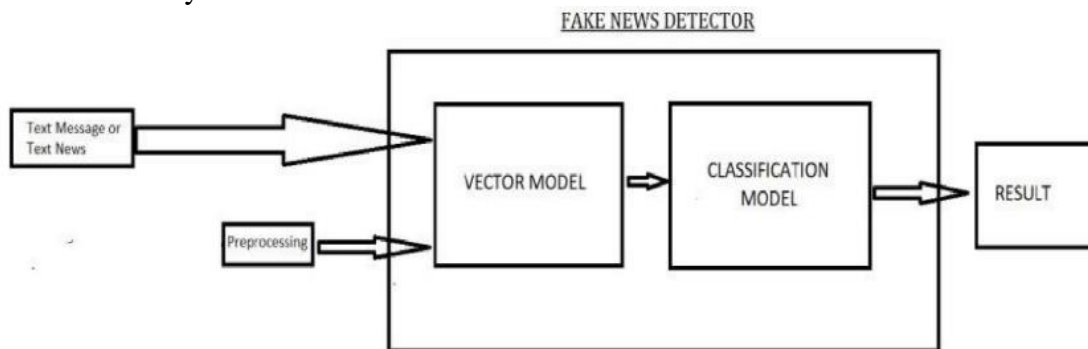 FAKE NEWS DETECTOR
Text Message or
Text News
VECTOR MODEL
CLASSIFICATION
MODEL
RESULT
Preprocessing